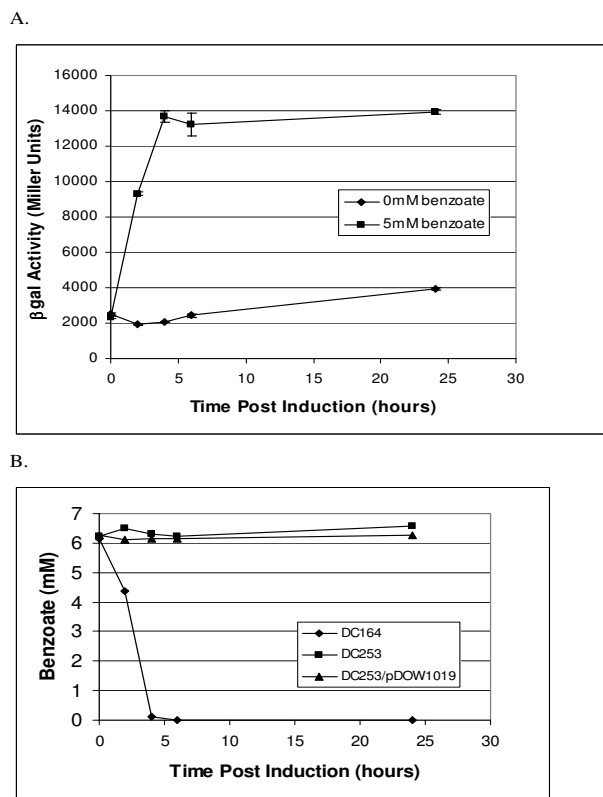 A.
16000
14000
12000
10000
8000
6000
4000
2000
0
βgal Activity (Miller Units)
0mM benzoate
5mM benzoate
0 5 10 15 20 25 30
Time Post Induction (hours)
B.
7
6
5
4
3
2
1
0
Benzoate (mM)
DC164
DC253
DC253/pDOW1019
0 5 10 15 20 25 30
Time Post Induction (hours)